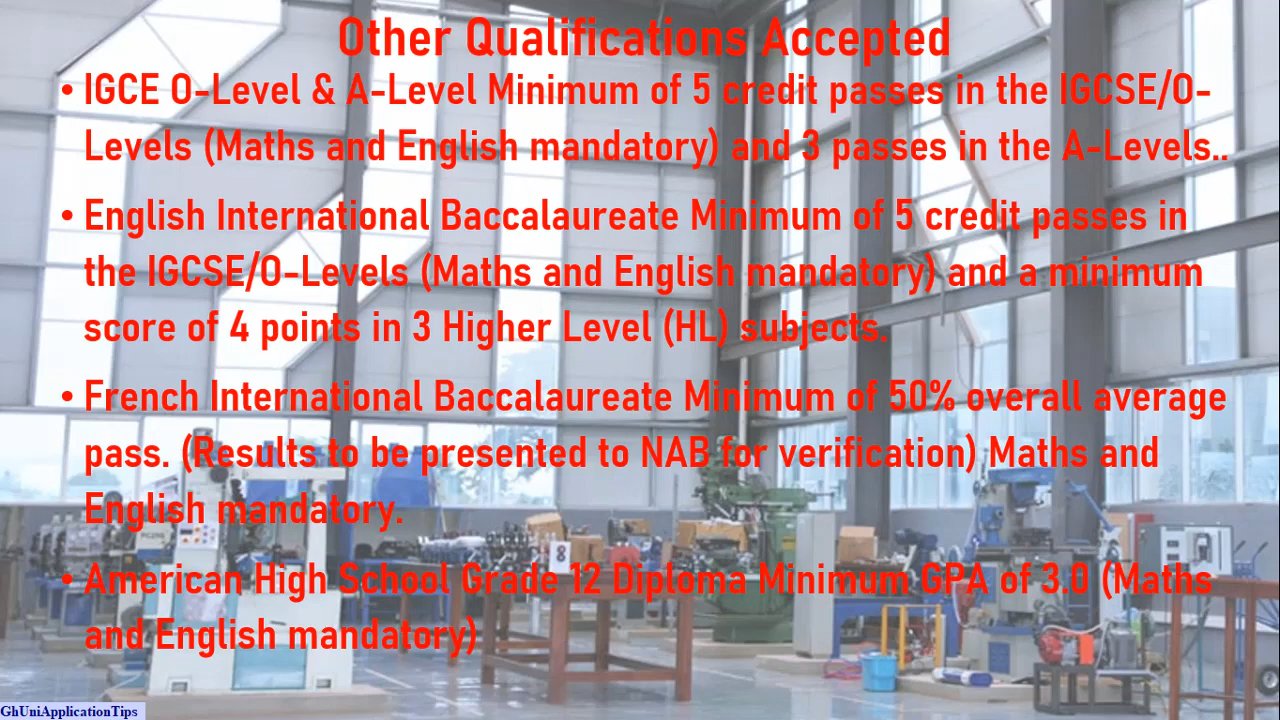 Other Qualifications Accepted
• IGCE O-Level & A-Level Minimum of 5 credit passes in the IGCSE/O-
Levels (Maths and English mandatory) and 3 passes in the A-Levels..
• English International Baccalaureate Minimum of 5 credit passes in
the IGCSE/O-Levels (Maths and English mandatory) and a minimum
score of 4 points in 3 Higher Level (HL) subjects.
• French International Baccalaureate Minimum of 50% overall average
pass. (Results to be presented to NAB for verification) Maths and
English mandatory.
• American High School Grade 12 Diploma Minimum GPA of 3.0 (Maths
and English mandatory)
GhUniApplicationTips